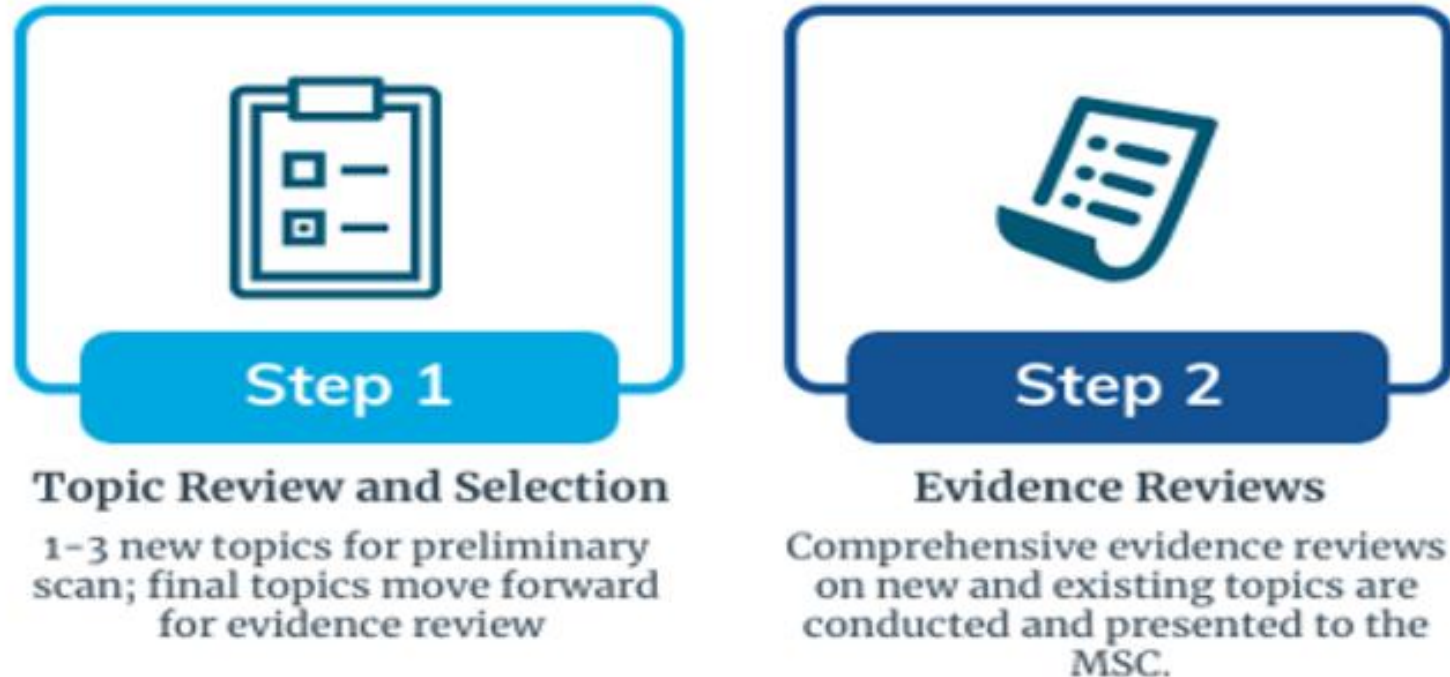 Step 1
Topic Review and Selection
1-3 new topics for preliminary
scan; final topics move forward
for evidence review
Step 2
Evidence Reviews
Comprehensive evidence reviews
on new and existing topics are
conducted and presented to the
MSC.